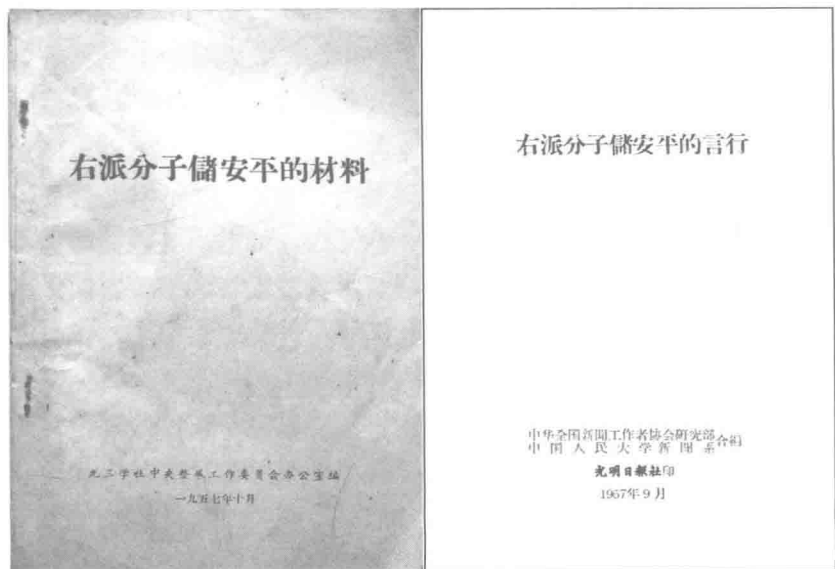 右派分子儲安平的材料
九三学社中央整风工作委員会办公室編
一九五七年十月
右派分子儲安平的言行
中华全国新聞工作者协会研究部
中国人民大学新聞系
合編
光明日報社印
1957年9月